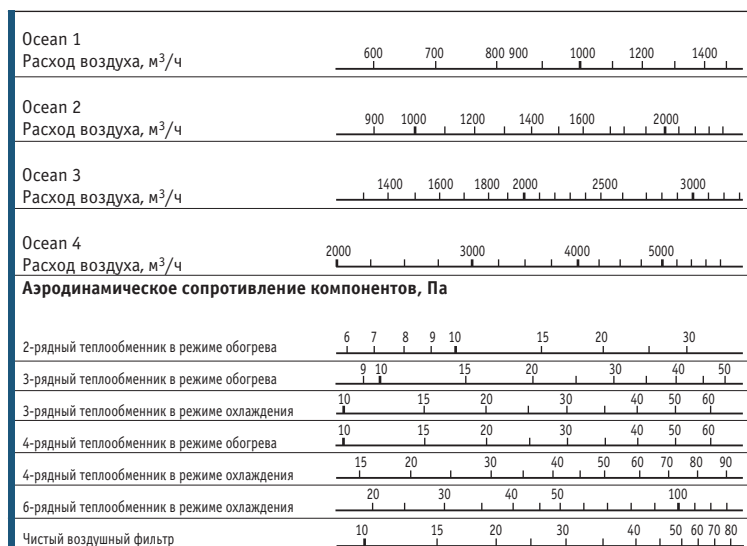 Ocean 1
Расход воздуха, м³/ч
600 700 800 900 1000 1200 1400
Ocean 2
Расход воздуха, м³/ч
900 1000 1200 1400 1600 2000
Ocean 3
Расход воздуха, м³/ч
1400 1600 1800 2000 2500 3000
Ocean 4
Расход воздуха, м³/ч
2000 3000 4000 5000
Аэродинамическое сопротивление компонентов, Па
2-рядный теплообменник в режиме обогрева 6 7 8 9 10 15 20 30
3-рядный теплообменник в режиме обогрева 9 10 15 20 30 40 50
3-рядный теплообменник в режиме охлаждения 10 15 20 30 40 50 60
4-рядный теплообменник в режиме обогрева 10 15 20 30 40 50 60
4-рядный теплообменник в режиме охлаждения 15 20 30 40 50 60 70 80 90
6-рядный теплообменник в режиме охлаждения 20 30 40 50 100
Чистый воздушный фильтр 10 15 20 30 40 50 60 70 80